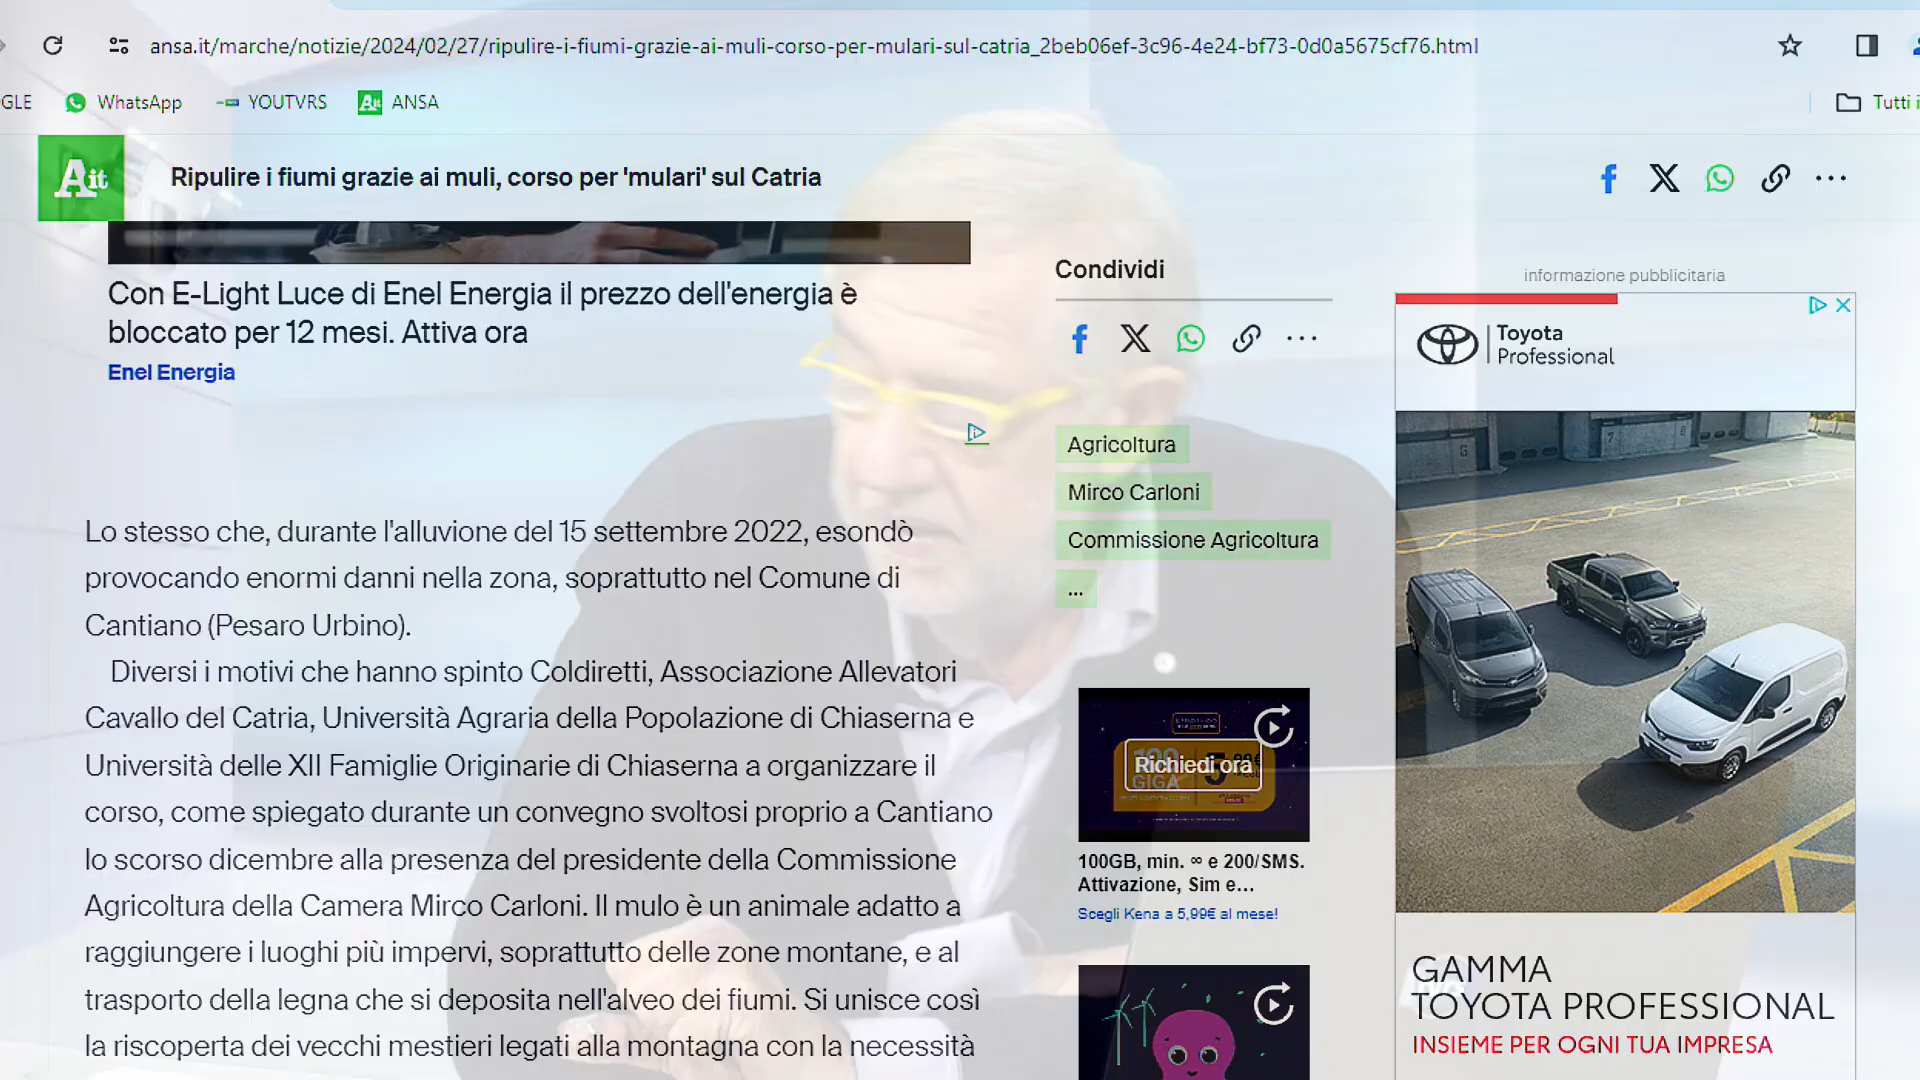 ansa.it/marche/notizie/2024/02/27/ripulire-i-fiumi-grazie-ai-muli-corso-per-mulari-sul-catria_2beb06ef-3c96-4e24-bf73-0d0a5675cf76.html
GLE WhatsApp YOUTVRS ANSA Tutti i
A.it Ripulire i fiumi grazie ai muli, corso per 'mulari' sul Catria
Con E-Light Luce di Enel Energia il prezzo dell'energia è
bloccato per 12 mesi. Attiva ora
Enel Energia
Lo stesso che, durante l'alluvione del 15 settembre 2022, esondò
provocando enormi danni nella zona, soprattutto nel Comune di
Cantiano (Pesaro Urbino).
Diversi i motivi che hanno spinto Coldiretti, Associazione Allevatori
Cavallo del Catria, Università Agraria della Popolazione di Chiaserna e
Università delle XII Famiglie Originarie di Chiaserna a organizzare il
corso, come spiegato durante un convegno svoltosi proprio a Cantiano
lo scorso dicembre alla presenza del presidente della Commissione
Agricoltura della Camera Mirco Carloni. Il mulo è un animale adatto a
raggiungere i luoghi più impervi, soprattutto delle zone montane, e al
trasporto della legna che si deposita nell'alveo dei fiumi. Si unisce così
la riscoperta dei vecchi mestieri legati alla montagna con la necessità
Condividi
Agricoltura
Mirco Carloni
Commissione Agricoltura
...
100
GIGA
Richiedi ora
100GB, min. ∞ e 200/SMS.
Attivazione, Sim e...
Scegli Kena a 5,99€ al mese!
informazione pubblicitaria
Toyota
Professional
GAMMA
TOYOTA PROFESSIONAL
INSIEME PER OGNI TUA IMPRESA